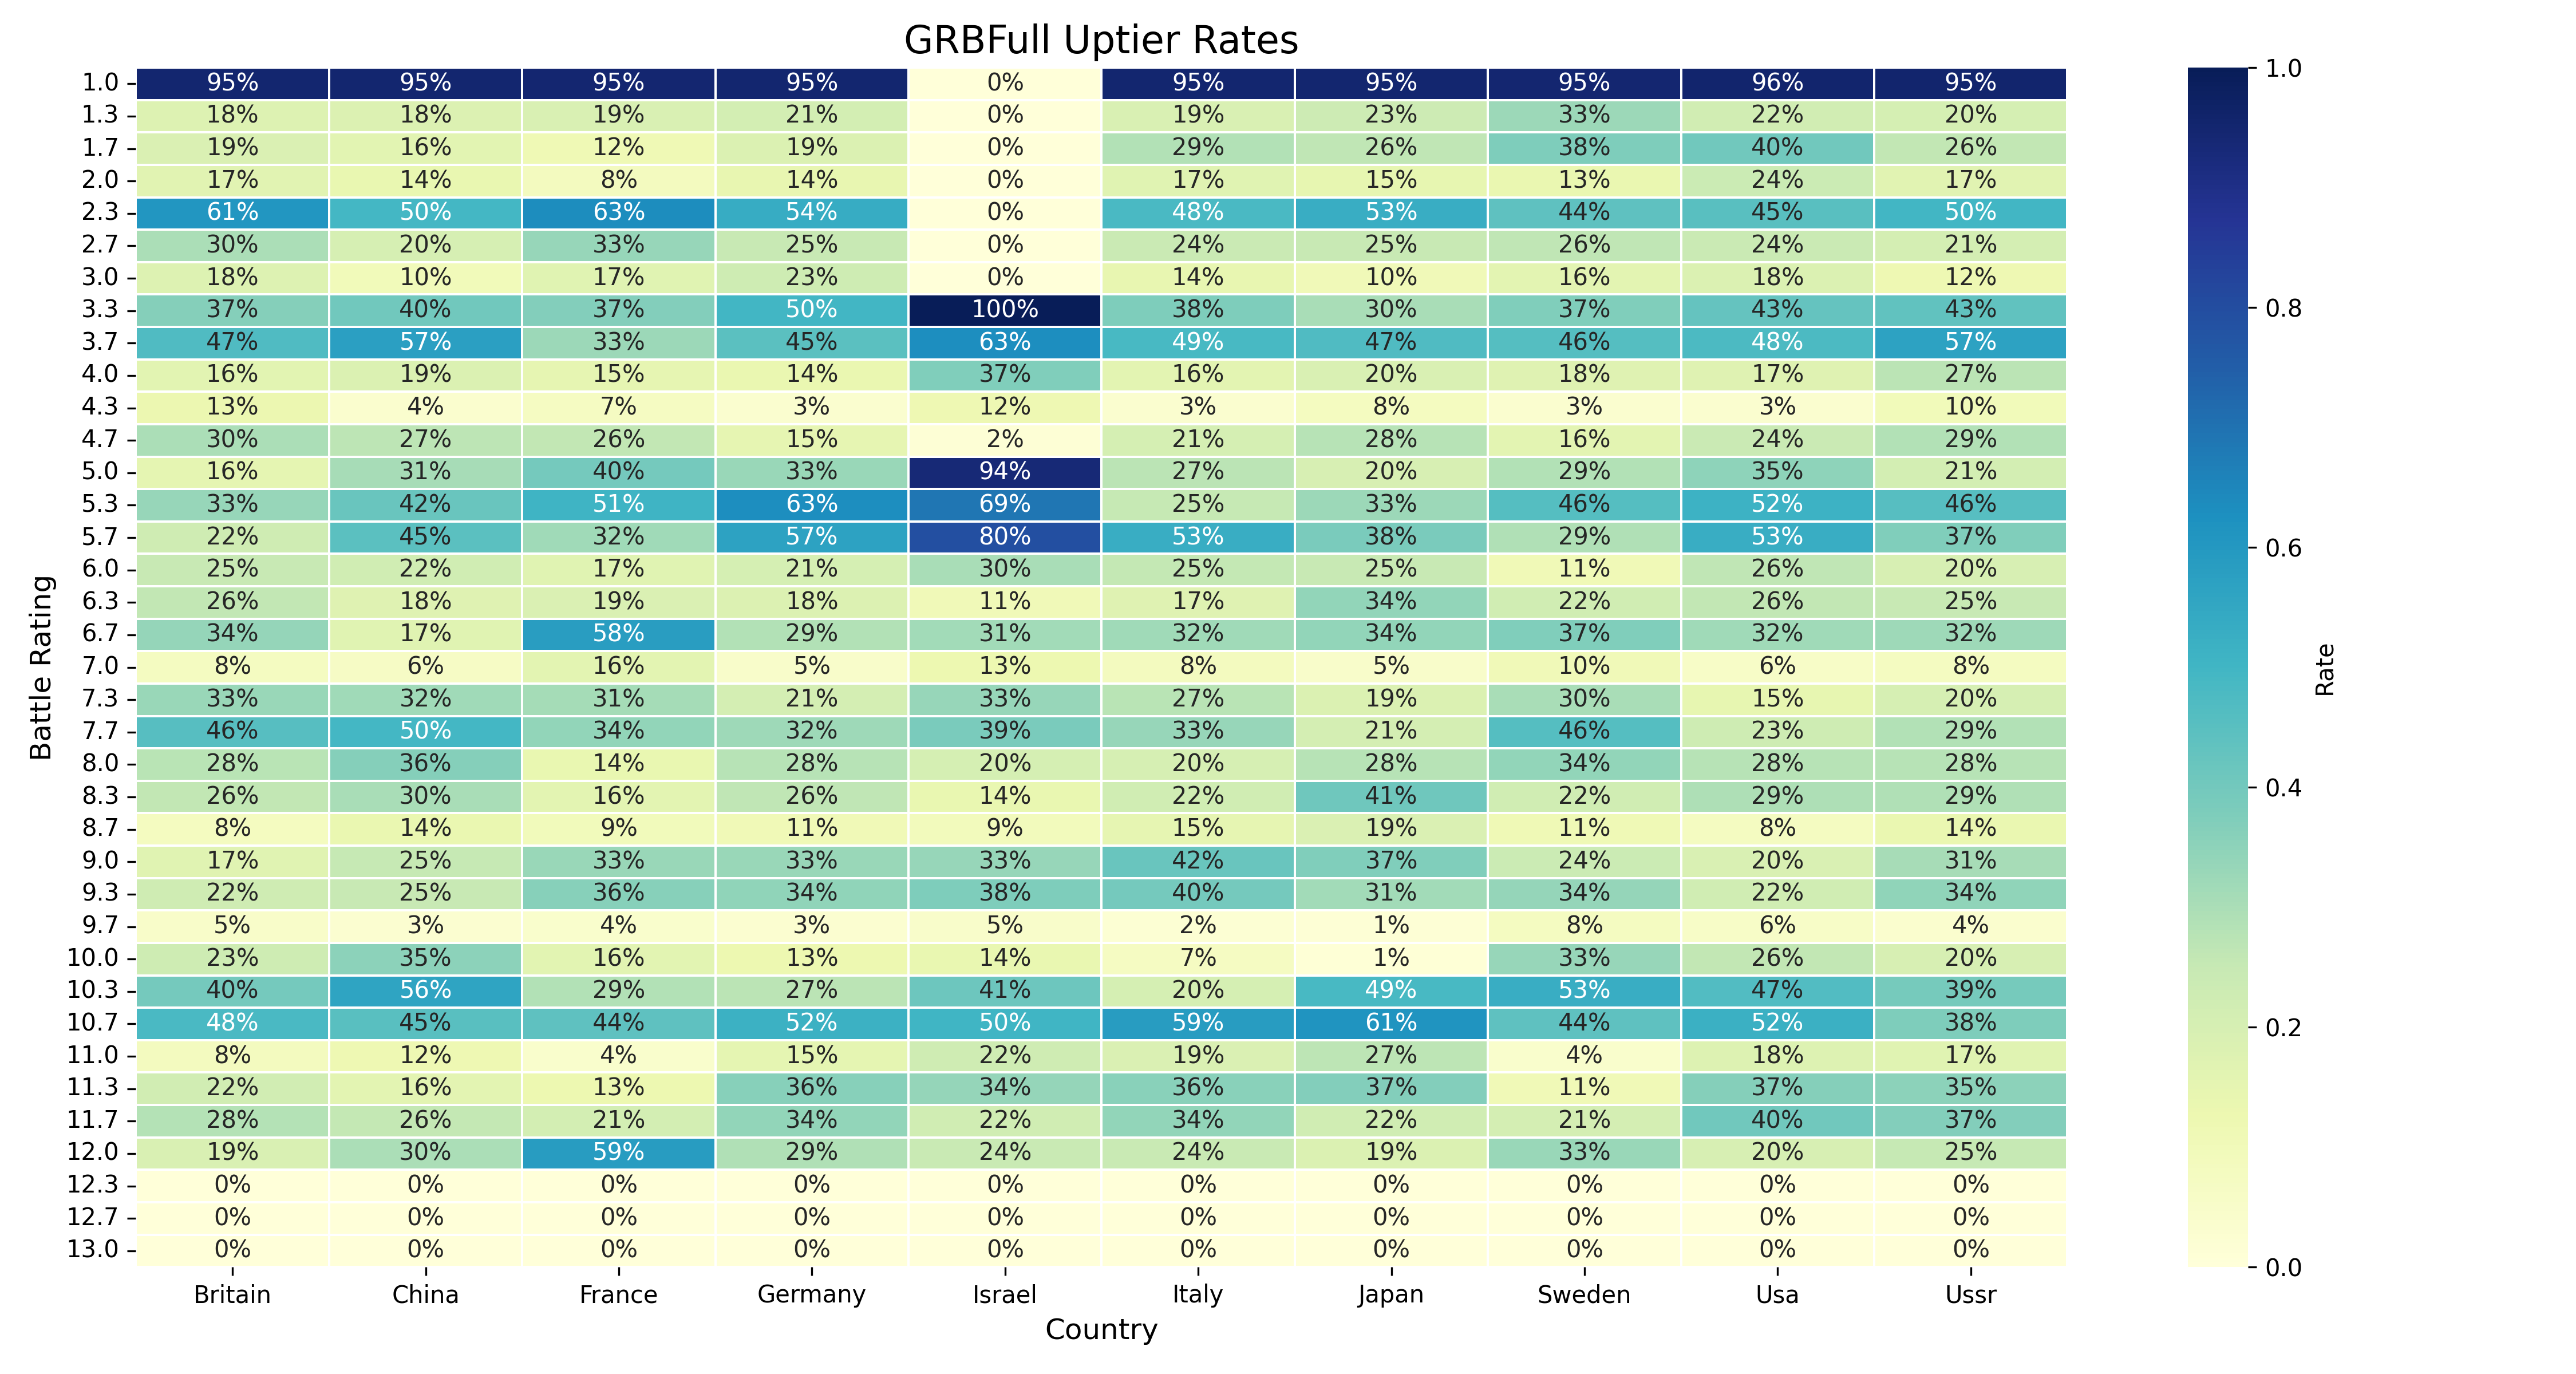 GRBFull Uptier Rates
1.0 95% 95% 95% 95% 0% 95% 95% 95% 96% 95%
1.3 18% 18% 19% 21% 0% 19% 23% 33% 22% 20%
1.7 19% 16% 12% 19% 0% 29% 26% 38% 40% 26%
2.0 17% 14% 8% 14% 0% 17% 15% 13% 24% 17%
2.3 61% 50% 63% 54% 0% 48% 53% 44% 45% 50%
2.7 30% 20% 33% 25% 0% 24% 25% 26% 24% 21%
3.0 18% 10% 17% 23% 0% 14% 10% 16% 18% 12%
3.3 37% 40% 37% 50% 100% 38% 30% 37% 43% 43%
3.7 47% 57% 33% 45% 63% 49% 47% 46% 48% 57%
4.0 16% 19% 15% 14% 37% 16% 20% 18% 17% 27%
4.3 13% 4% 7% 3% 12% 3% 8% 3% 3% 10%
4.7 30% 27% 26% 15% 2% 21% 28% 16% 24% 29%
5.0 16% 31% 40% 33% 94% 27% 20% 29% 35% 21%
5.3 33% 42% 51% 63% 69% 25% 33% 46% 52% 46%
5.7 22% 45% 32% 57% 80% 53% 38% 29% 53% 37%
6.0 25% 22% 17% 21% 30% 25% 25% 11% 26% 20%
6.3 26% 18% 19% 18% 11% 17% 34% 22% 26% 25%
6.7 34% 17% 58% 29% 31% 32% 34% 37% 32% 32%
7.0 8% 6% 16% 5% 13% 8% 5% 10% 6% 8%
7.3 33% 32% 31% 21% 33% 27% 19% 30% 15% 20%
7.7 46% 50% 34% 32% 39% 33% 21% 46% 23% 29%
8.0 28% 36% 14% 28% 20% 20% 28% 34% 28% 28%
8.3 26% 30% 16% 26% 14% 22% 41% 22% 29% 29%
8.7 8% 14% 9% 11% 9% 15% 19% 11% 8% 14%
9.0 17% 25% 33% 33% 33% 42% 37% 24% 20% 31%
9.3 22% 25% 36% 34% 38% 40% 31% 34% 22% 34%
9.7 5% 3% 4% 3% 5% 2% 1% 8% 6% 4%
10.0 23% 35% 16% 13% 14% 7% 1% 33% 26% 20%
10.3 40% 56% 29% 27% 41% 20% 49% 53% 47% 39%
10.7 48% 45% 44% 52% 50% 59% 61% 44% 52% 38%
11.0 8% 12% 4% 15% 22% 19% 27% 4% 18% 17%
11.3 22% 16% 13% 36% 34% 36% 37% 11% 37% 35%
11.7 28% 26% 21% 34% 22% 34% 22% 21% 40% 37%
12.0 19% 30% 59% 29% 24% 24% 19% 33% 20% 25%
12.3 0% 0% 0% 0% 0% 0% 0% 0% 0% 0%
12.7 0% 0% 0% 0% 0% 0% 0% 0% 0% 0%
13.0 0% 0% 0% 0% 0% 0% 0% 0% 0% 0%
Britain China France Germany Israel Italy Japan Sweden Usa Ussr
Country
Battle Rating
1.0
0.8
0.6
0.4
0.2
0.0
Rate